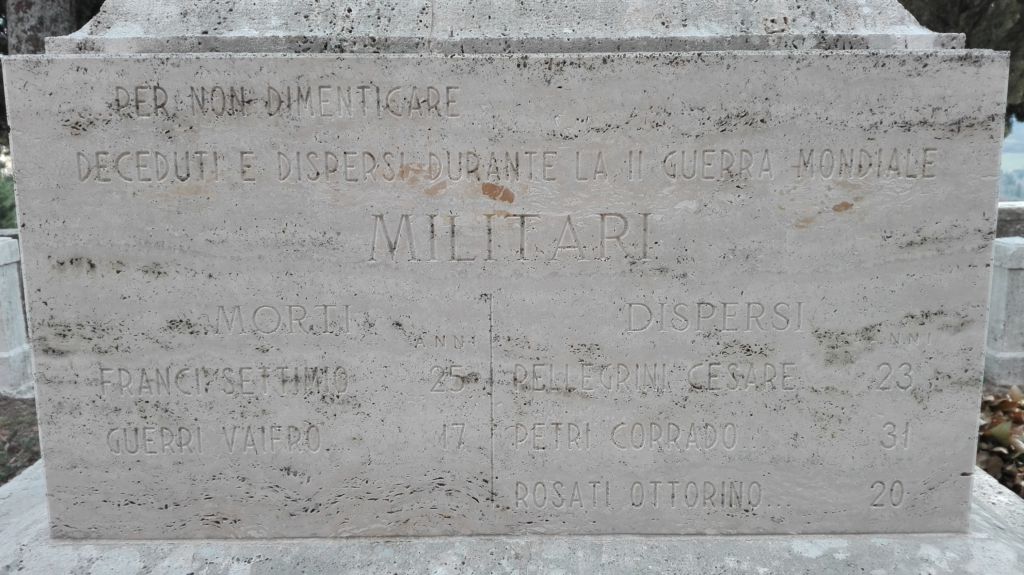 PER NON DIMENTICARE
DECEDUTI E DISPERSI DURANTE LA II GUERRA MONDIALE
MILITARI
MORTI
ANNI
FRANCI SETTIMIO 25
GUERRI VAIFRO 17
DISPERSI
ANNI
PELLEGRINI CESARE 23
PETRI CORRADO 31
ROSATI OTTORINO 20